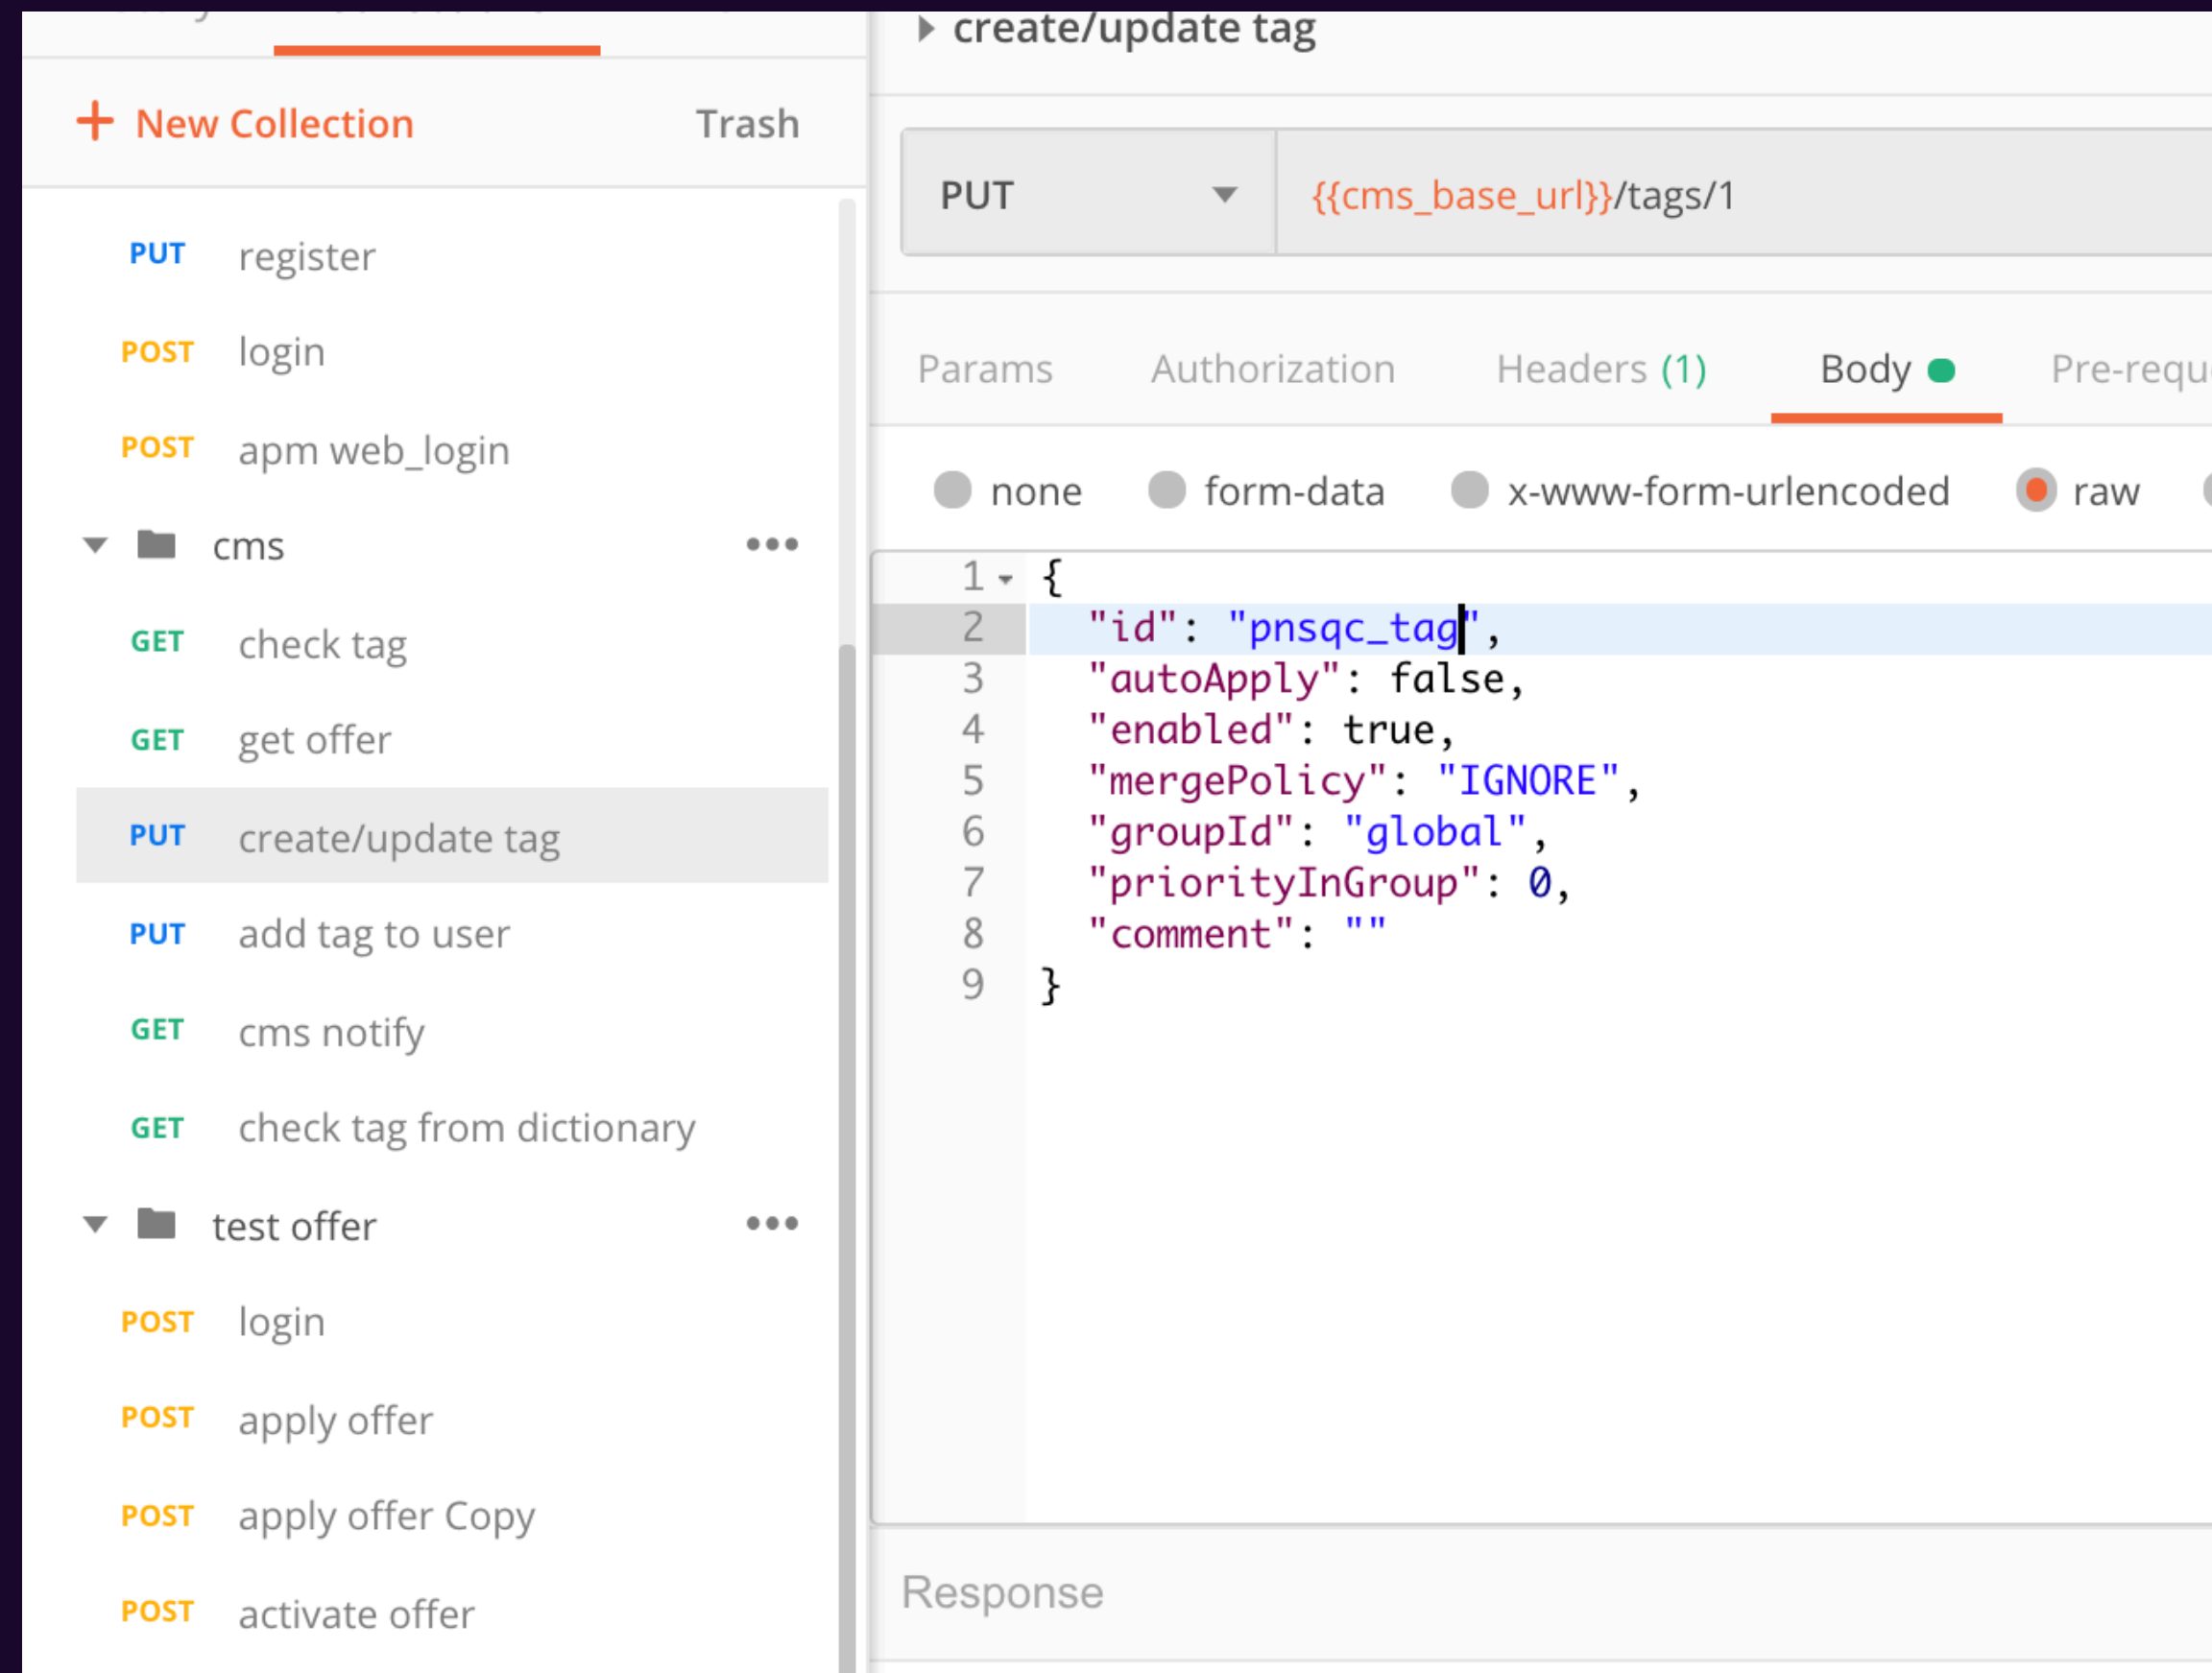 New Collection
Trash
PUT register
POST login
POST apm web_login
cms
GET check tag
GET get offer
PUT create/update tag
PUT add tag to user
GET cms notify
GET check tag from dictionary
test offer
POST login
POST apply offer
POST apply offer Copy
POST activate offer
create/update tag
PUT {{cms_base_url}}/tags/1
Params Authorization Headers (1) Body
none form-data x-www-form-urlencoded raw
1 {
2 "id": "pnsqc_tag",
3 "autoApply": false,
4 "enabled": true,
5 "mergePolicy": "IGNORE",
6 "groupId": "global",
7 "priorityInGroup": 0,
8 "comment": ""
9 }
Response